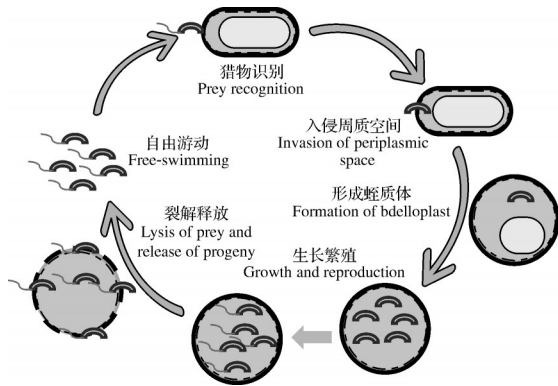 猎物识别
Prey recognition
入侵周质空间
Invasion of periplasmic
space
形成蛭质体
Formation of bdelloplast
生长繁殖
Growth and reproduction
裂解释放
Lysis of prey and
release of progeny
自由游动
Free-swimming